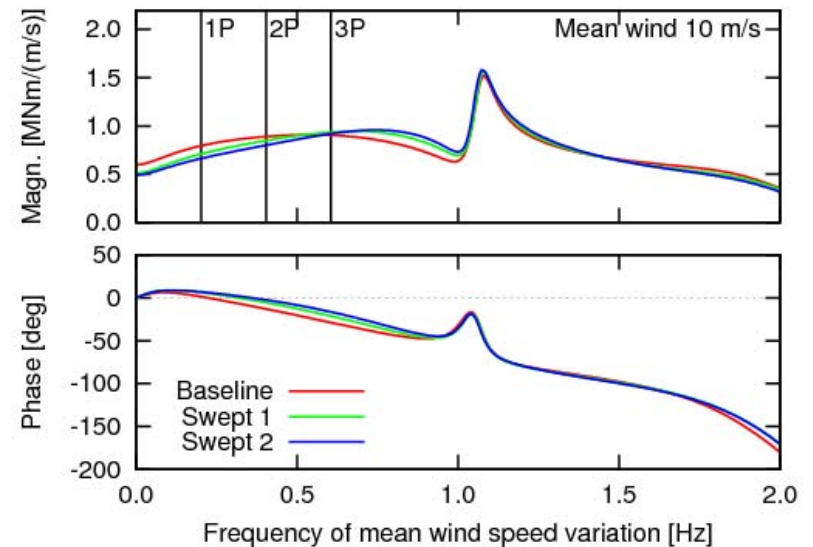 Magn. [MNm/(m/s)]
2.0
1.5
1.0
0.5
0.0
1P
2P
3P
Mean wind 10 m/s
Phase [deg]
50
0
-50
-100
-150
-200
Baseline
Swept 1
Swept 2
0.0 0.5 1.0 1.5 2.0
Frequency of mean wind speed variation [Hz]